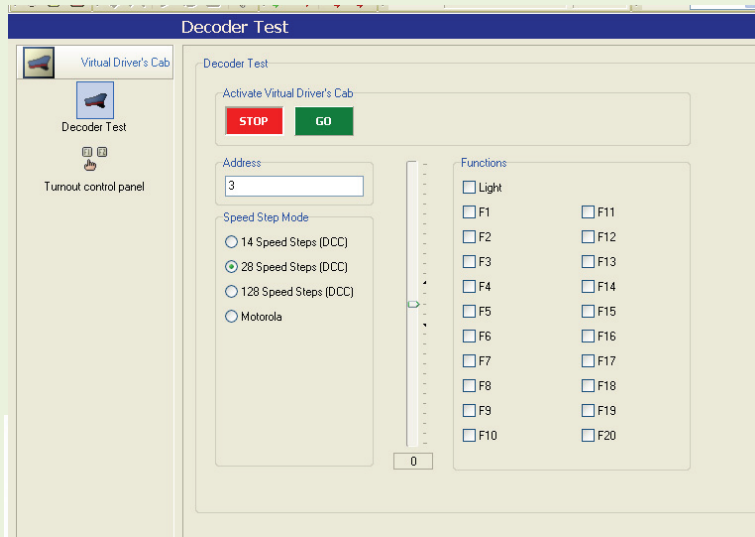 Decoder Test
Virtual Driver's Cab
Decoder Test
Turnout control panel
Decoder Test
Activate Virtual Driver's Cab
STOP GO
Address
3
Speed Step Mode
14 Speed Steps (DCC)
28 Speed Steps (DCC)
128 Speed Steps (DCC)
Motorola
0
Functions
Light
F1 F11
F2 F12
F3 F13
F4 F14
F5 F15
F6 F16
F7 F17
F8 F18
F9 F19
F10 F20